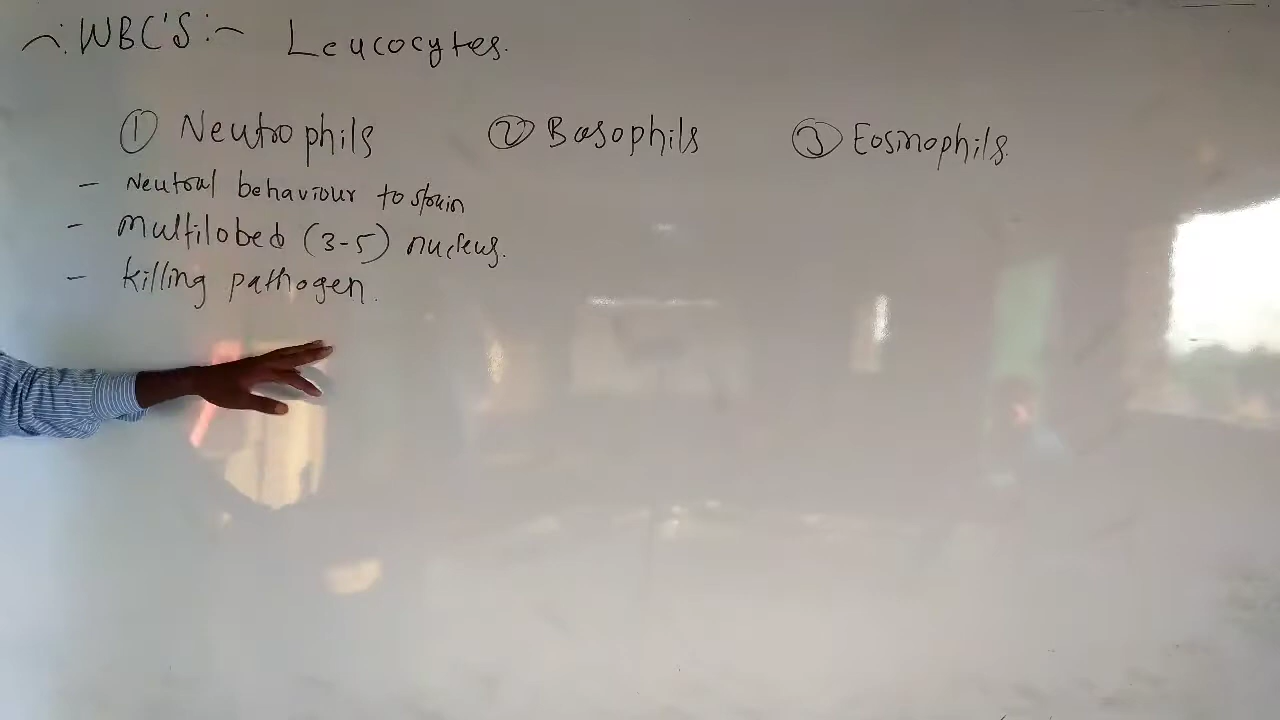 WBC'S :- Leucocytes.
① Neutrophils ② Basophils ③ Eosinophils.
- Neutral behaviour to stain
- Multilobed (3-5) nucleus.
- killing pathogen.